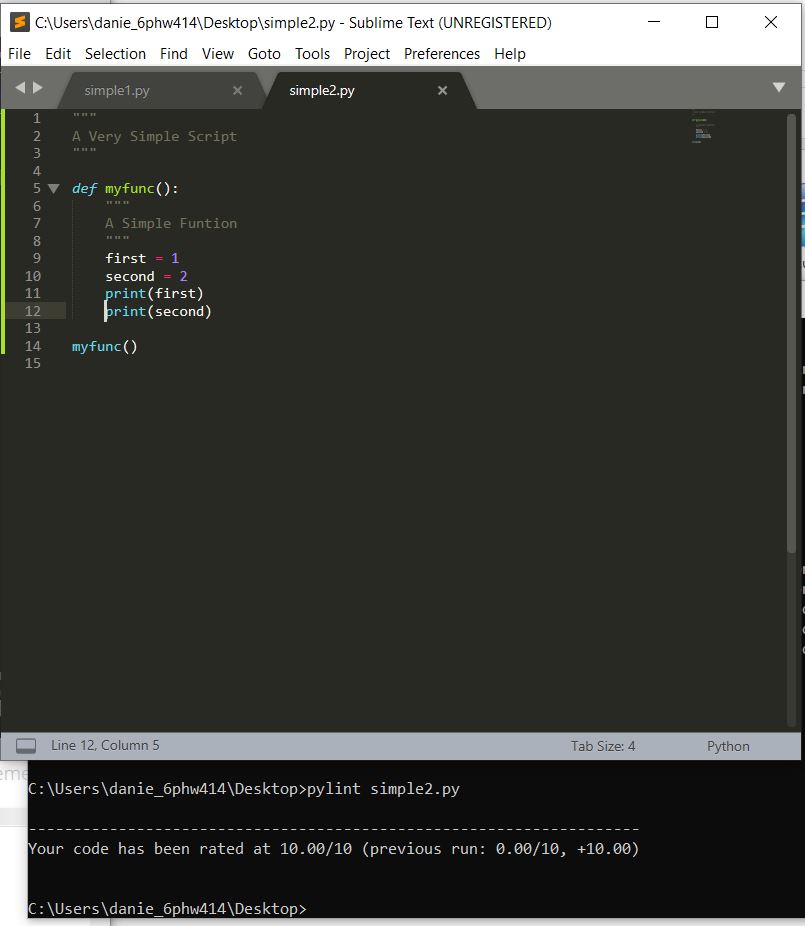 C:\Users\danie_6phw414\Desktop\simple2.py - Sublime Text (UNREGISTERED)
File Edit Selection Find View Goto Tools Project Preferences Help
simple1.py simple2.py
1 """
2 A Very Simple Script
3 """
4
5 def myfunc():
6 """
7 A Simple Funtion
8 """
9 first = 1
10 second = 2
11 print(first)
12 print(second)
13
14 myfunc()
15
Line 12, Column 5 Tab Size: 4 Python
C:\Users\danie_6phw414\Desktop>pylint simple2.py
--------------------------------------------------------------------
Your code has been rated at 10.00/10 (previous run: 0.00/10, +10.00)
C:\Users\danie_6phw414\Desktop>